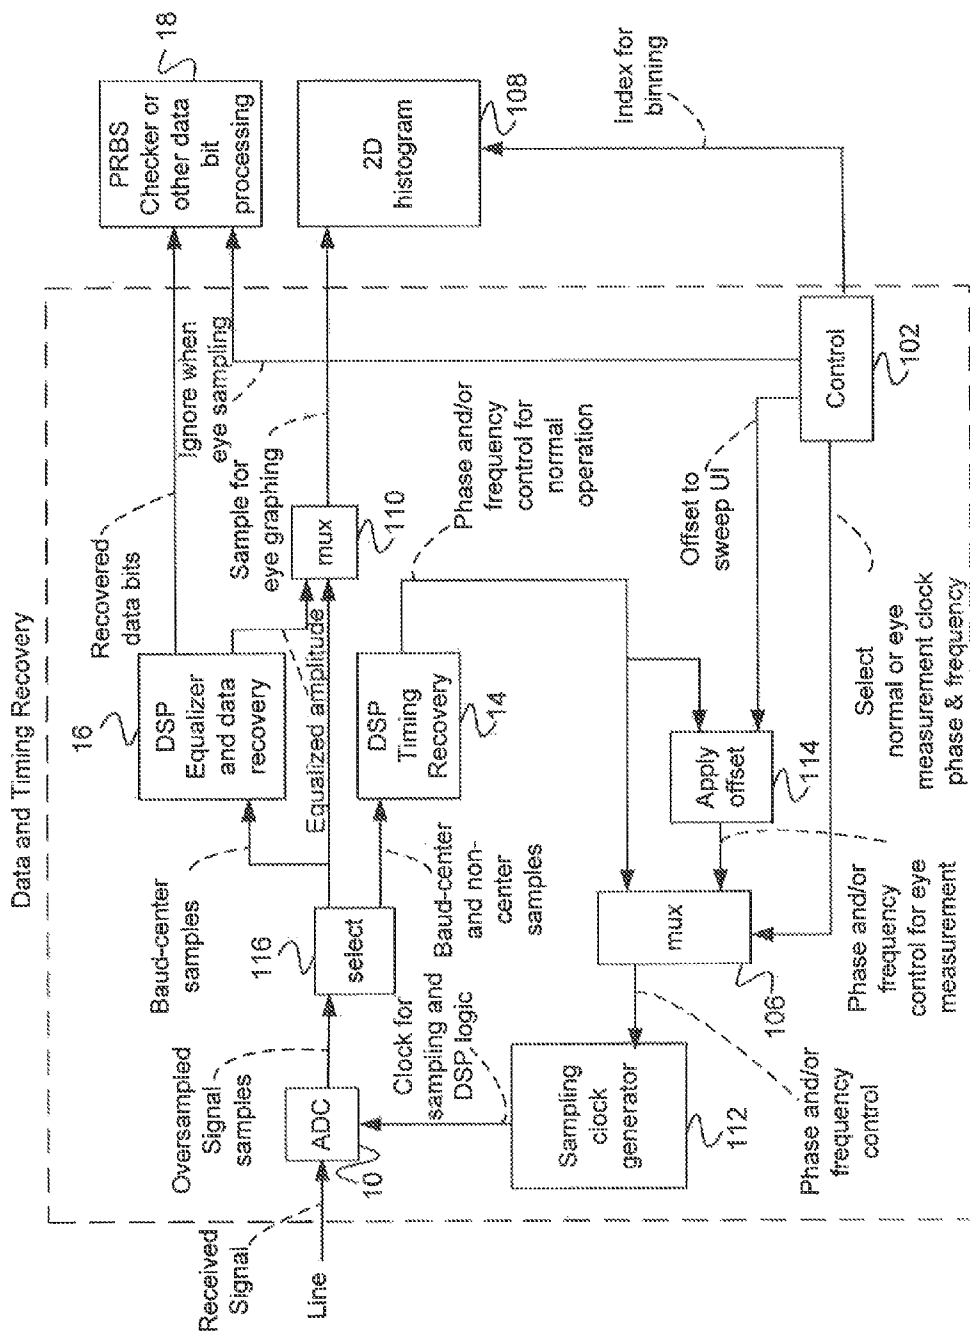 Data and Timing Recovery
Received
Signal
Line
ADC
10
Oversampled
Signal
samples
select
116
Baud-center
samples
Baud-center
and non-
center samples
DSP
Equalizer
and data
recovery
16
Recovered
data bits
Equalized amplitude
DSP
Timing
Recovery
14
mux
110
Sample for
eye graphing
Ignore when
eye sampling
PRBS
Checker or
other data
bit
processing
18
2D
histogram
108
Index for
binning
Phase and/or
frequency
control for
normal
operation
Clock for
sampling and
DSP logic
Sampling
clock
generator
112
Phase and/or
frequency
control
mux
106
Apply
offset
114
Phase and/or
frequency
control for eye
measurement
Offset to
sweep UI
Control
102
Select
normal or eye
measurement clock
phase & frequency